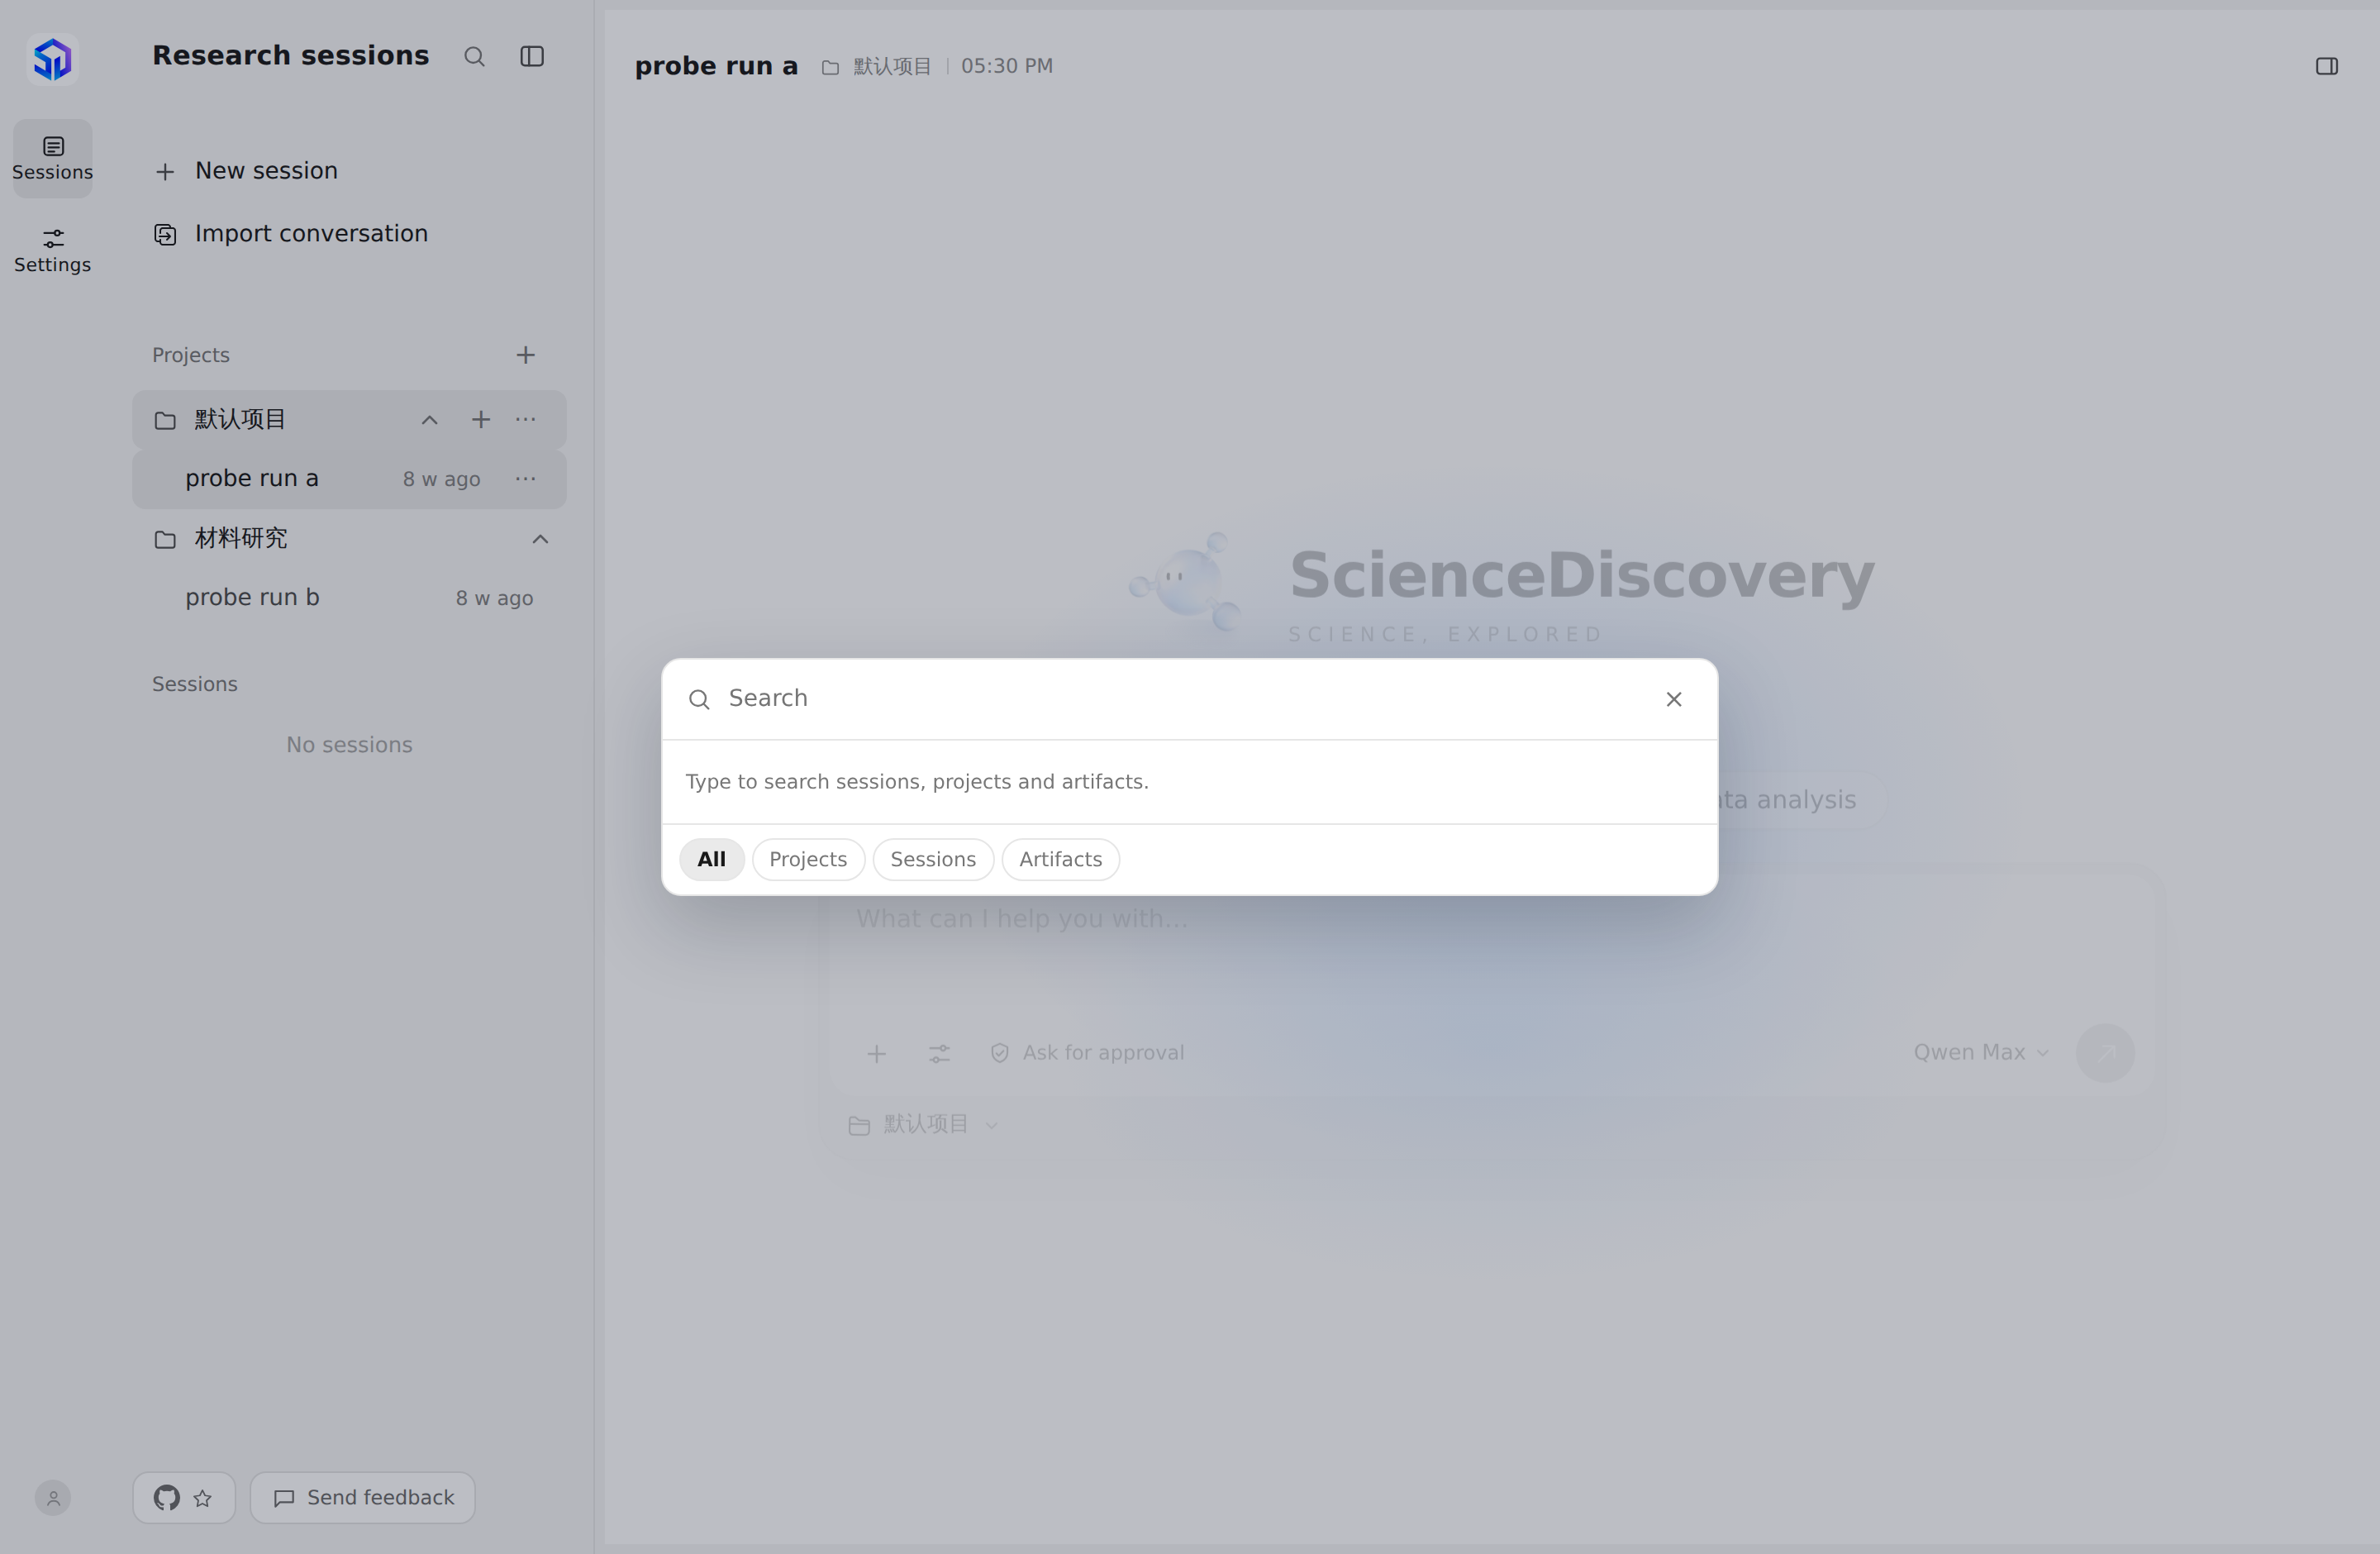 Research sessions
Sessions
Settings
New session
Import conversation
Projects
默认项目
probe run a
8 w ago
材料研究
probe run b
8 w ago
Sessions
No sessions
Send feedback
probe run a
默认项目
05:30 PM
ScienceDiscovery
SCIENCE, EXPLORED
Search
Type to search sessions, projects and artifacts.
All
Projects
Sessions
Artifacts
analysis
What can I help you with...
Ask for approval
Qwen Max
默认项目